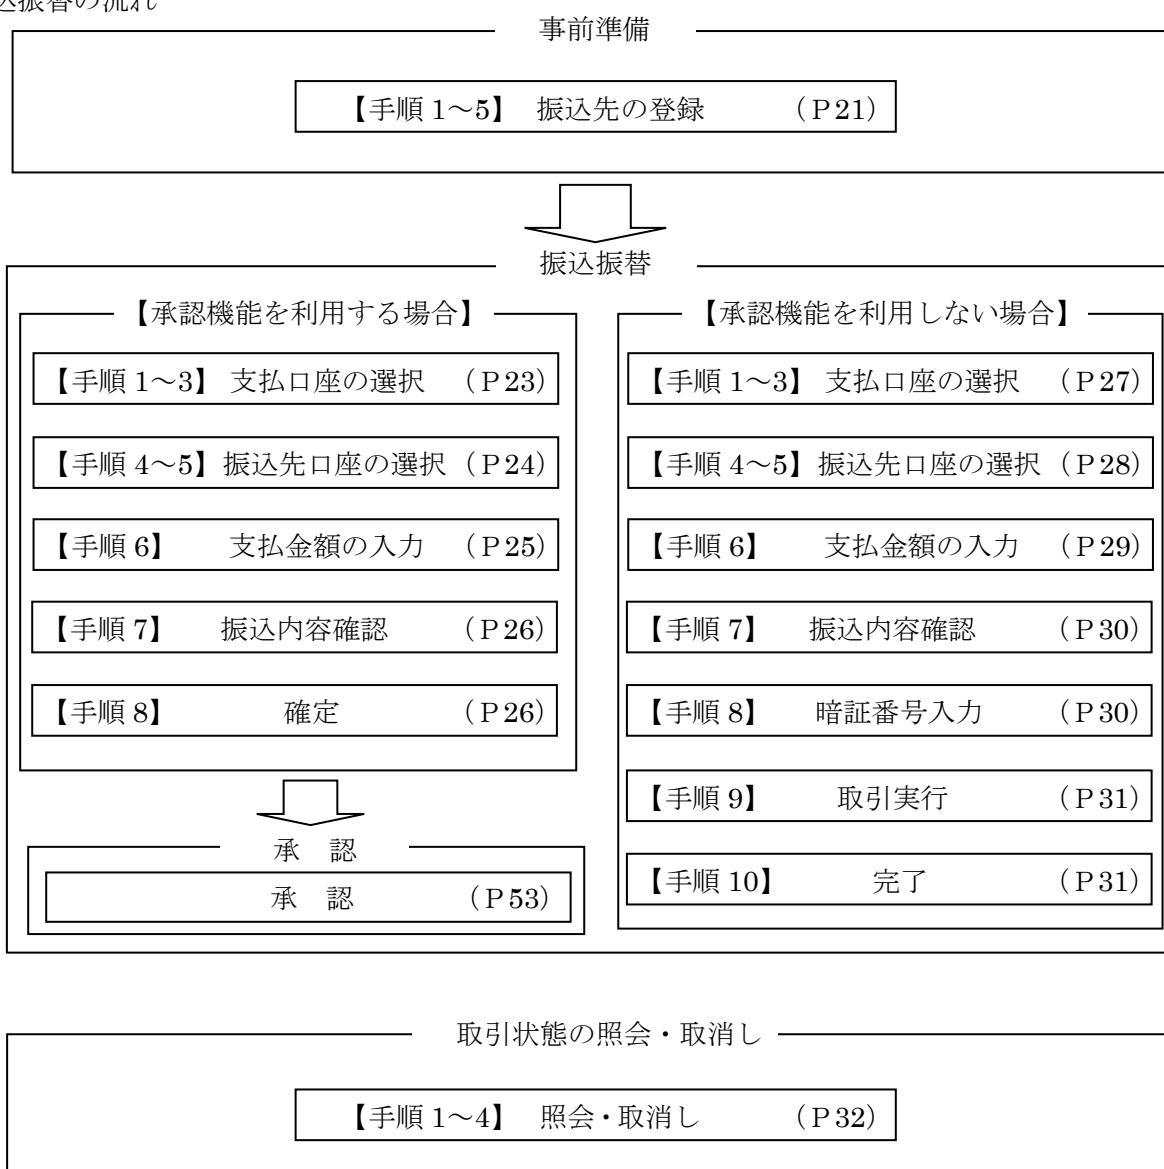 振替の流れ
事前準備
【手順 1～5】 振込先の登録 （Ｐ21）
振込振替
【承認機能を利用する場合】
【手順 1～3】 支払口座の選択 （Ｐ23）
【手順 4～5】振込先口座の選択（Ｐ24）
【手順 6】 支払金額の入力 （Ｐ25）
【手順 7】 振込内容確認 （Ｐ26）
【手順 8】 確定 （Ｐ26）
承 認
承 認 （Ｐ53）
【承認機能を利用しない場合】
【手順 1～3】 支払口座の選択 （Ｐ27）
【手順 4～5】振込先口座の選択（Ｐ28）
【手順 6】 支払金額の入力 （Ｐ29）
【手順 7】 振込内容確認 （Ｐ30）
【手順 8】 暗証番号入力 （Ｐ30）
【手順 9】 取引実行 （Ｐ31）
【手順 10】 完了 （Ｐ31）
取引状態の照会・取消し
【手順 1～4】 照会・取消し （Ｐ32）